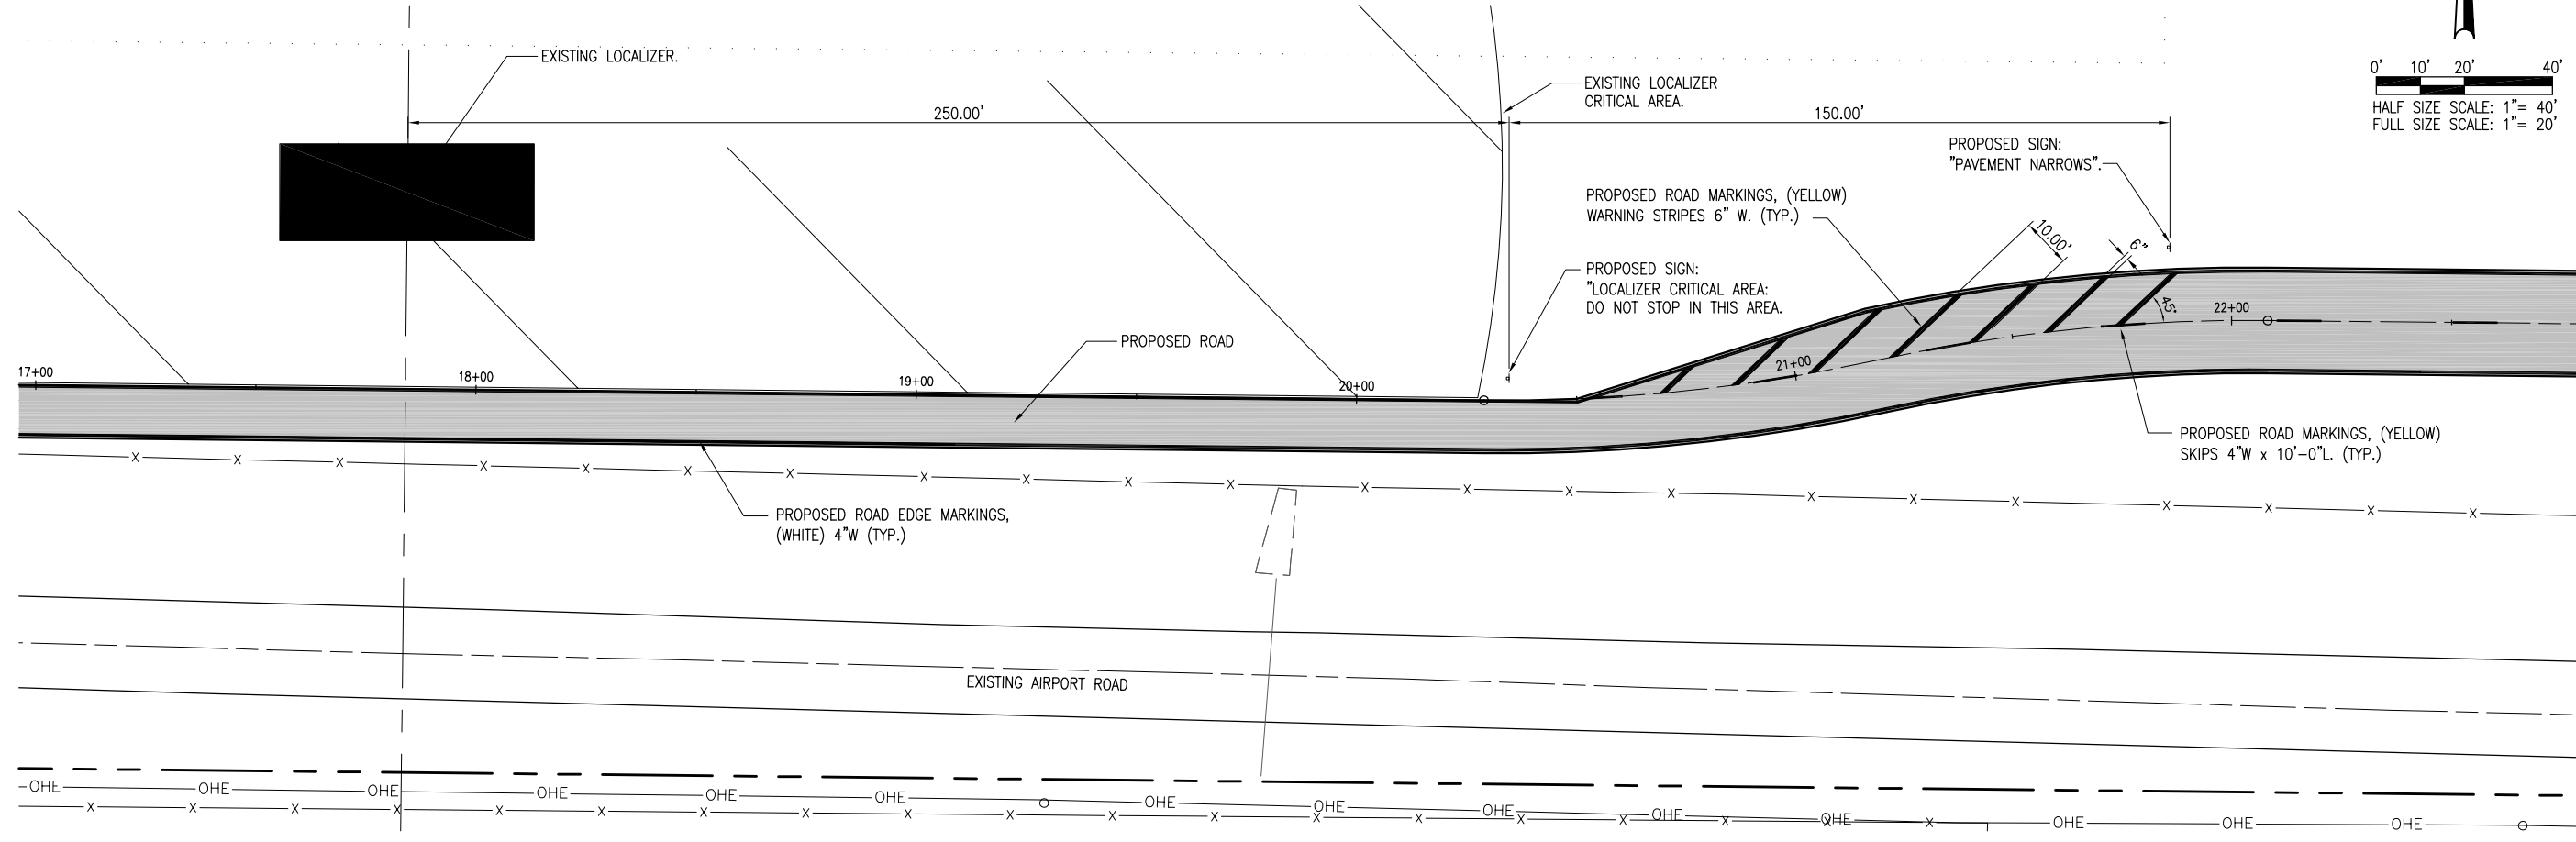 EXISTING LOCALIZER.
250.00'
EXISTING LOCALIZER
CRITICAL AREA.
150.00'
0' 10' 20' 40'
HALF SIZE SCALE: 1"= 40'
FULL SIZE SCALE: 1"= 20'
PROPOSED SIGN:
"PAVEMENT NARROWS".
PROPOSED ROAD MARKINGS, (YELLOW)
WARNING STRIPES 6" W. (TYP.)
10.00'
6"
PROPOSED SIGN:
"LOCALIZER CRITICAL AREA:
DO NOT STOP IN THIS AREA.
45°
22+00
PROPOSED ROAD
21+00
17+00
18+00
19+00
20+00
PROPOSED ROAD MARKINGS, (YELLOW)
SKIPS 4"W x 10'-0"L. (TYP.)
X X X X X X X X X X X X X X X X X X X X X X
PROPOSED ROAD EDGE MARKINGS,
(WHITE) 4"W (TYP.)
EXISTING AIRPORT ROAD
OHE OHE OHE OHE OHE OHE OHE OHE OHE OHE OHE OHE OHE OHE
X X X X X X X X X X X X X X X X X X X